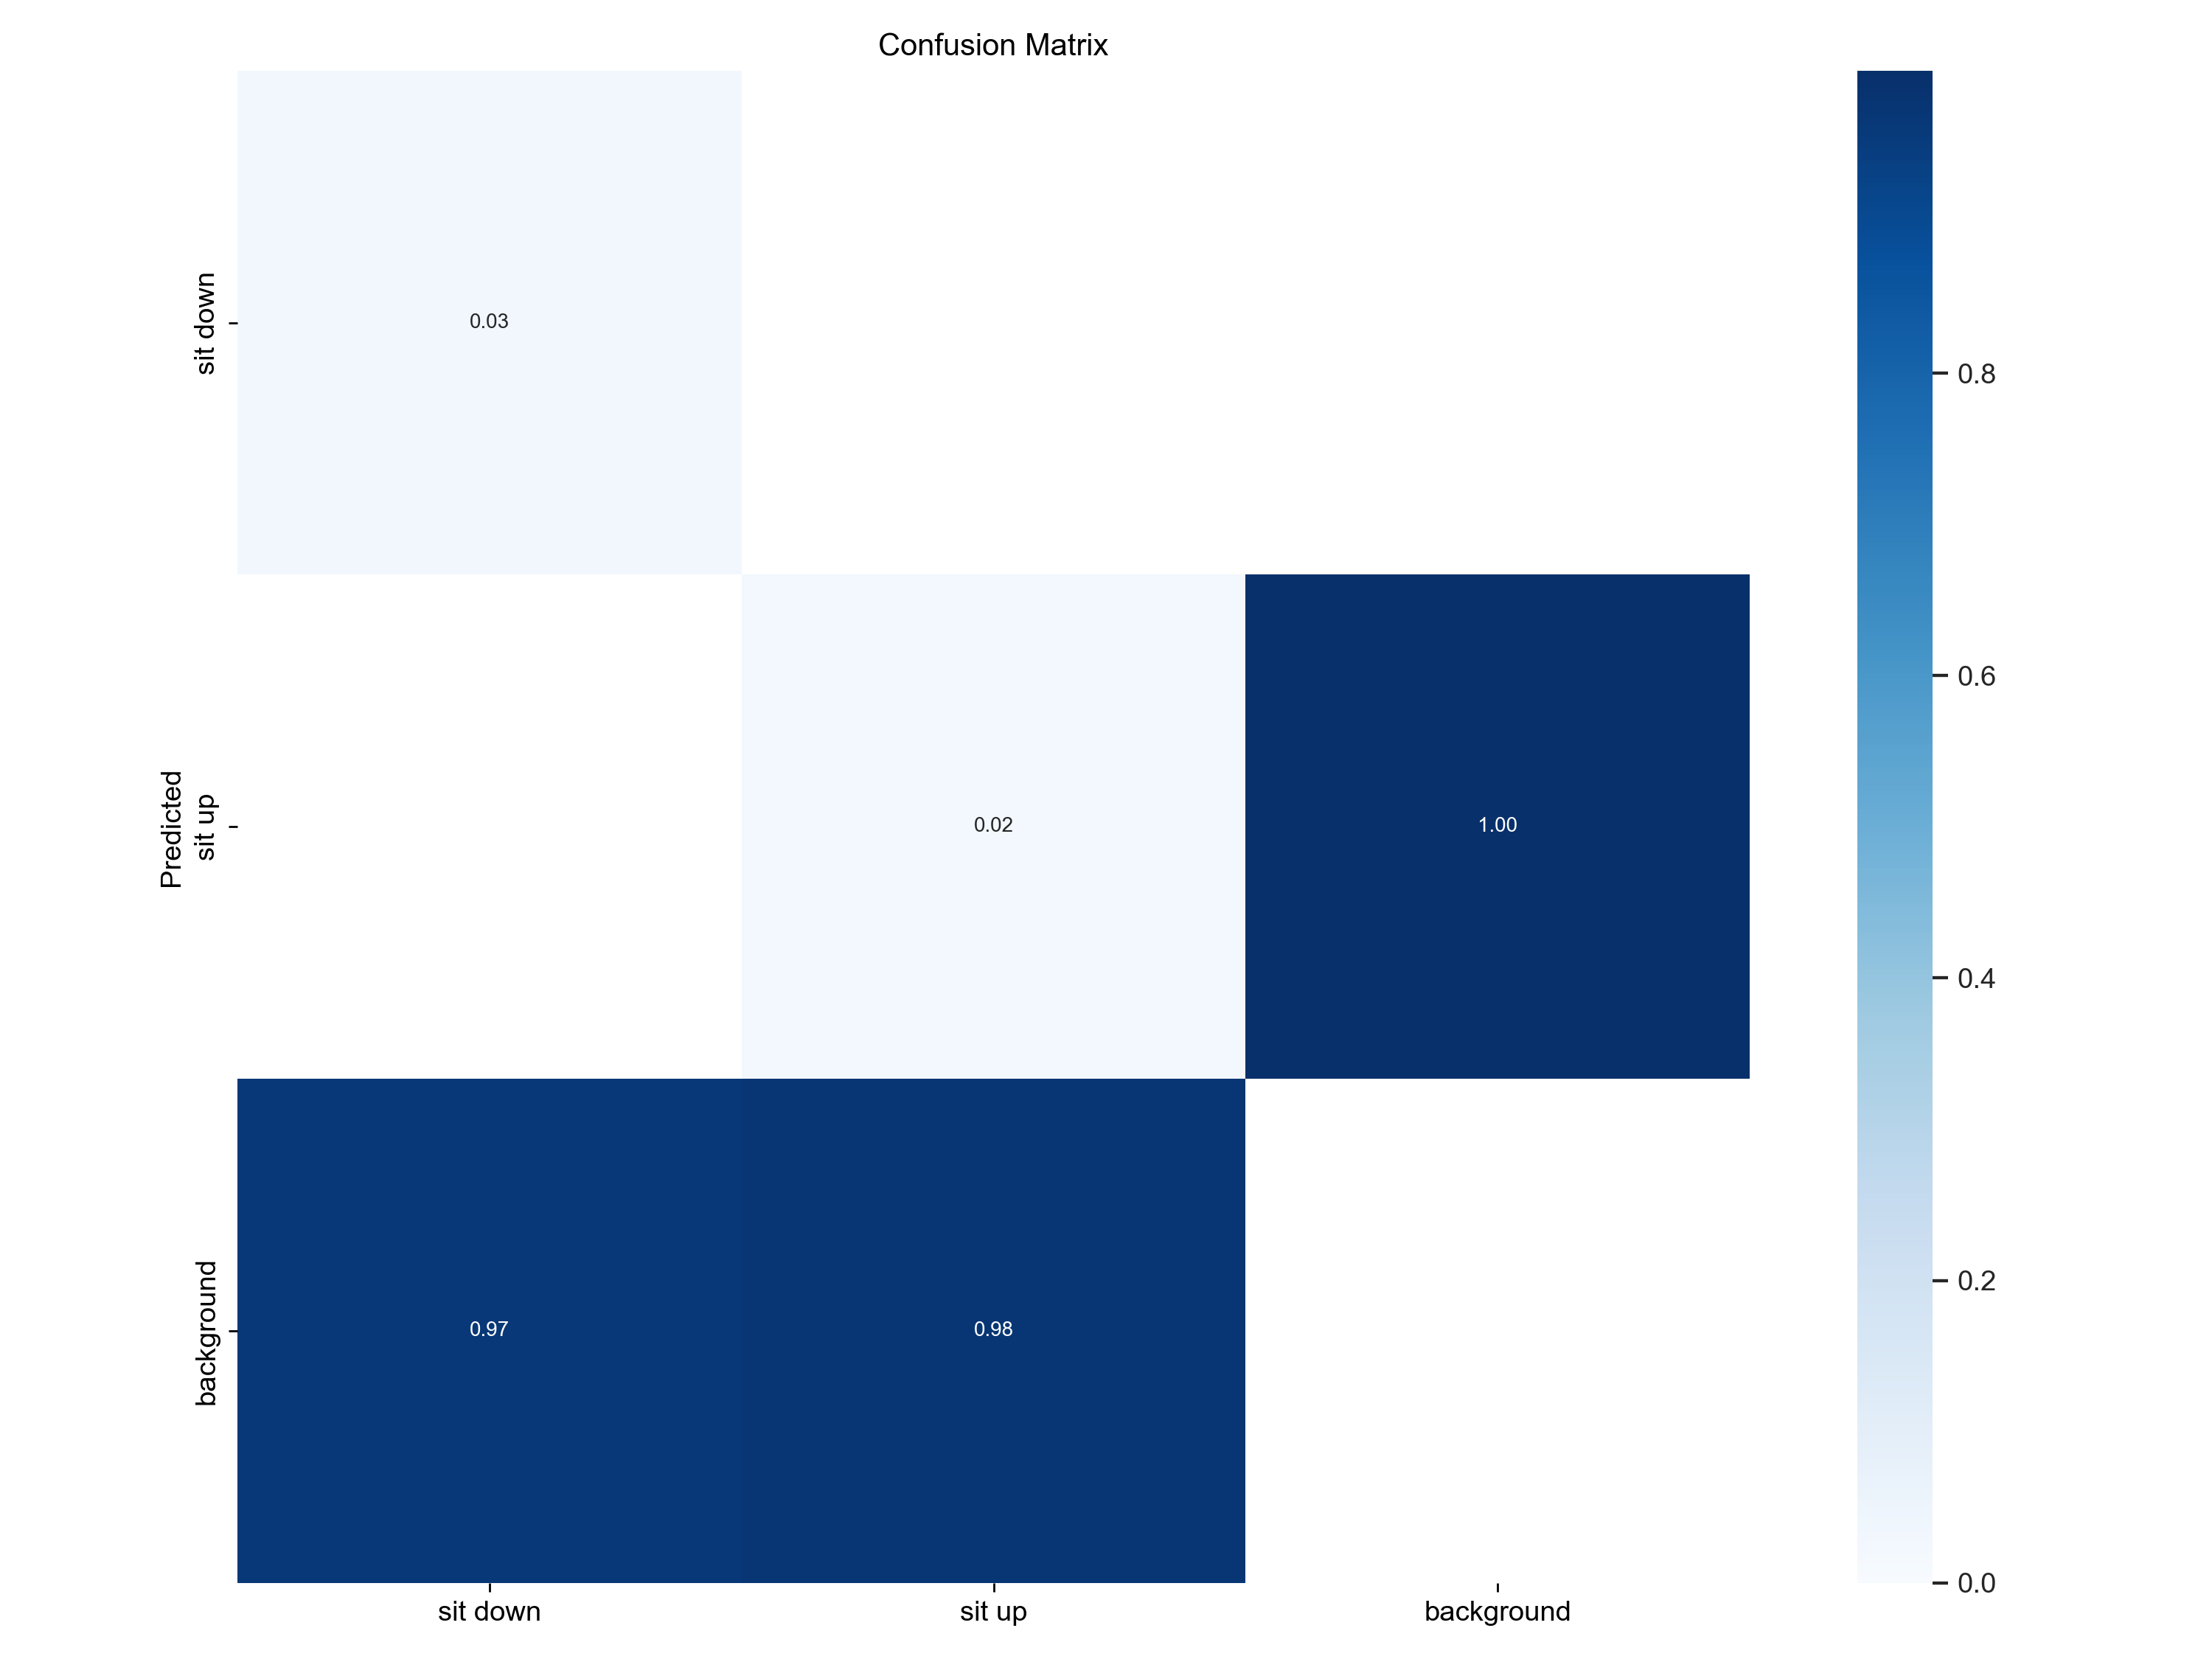 Confusion Matrix
sit down
0.03
Predicted
sit up
0.02
1.00
background
0.97
0.98
sit down
sit up
background
0.8
0.6
0.4
0.2
0.0